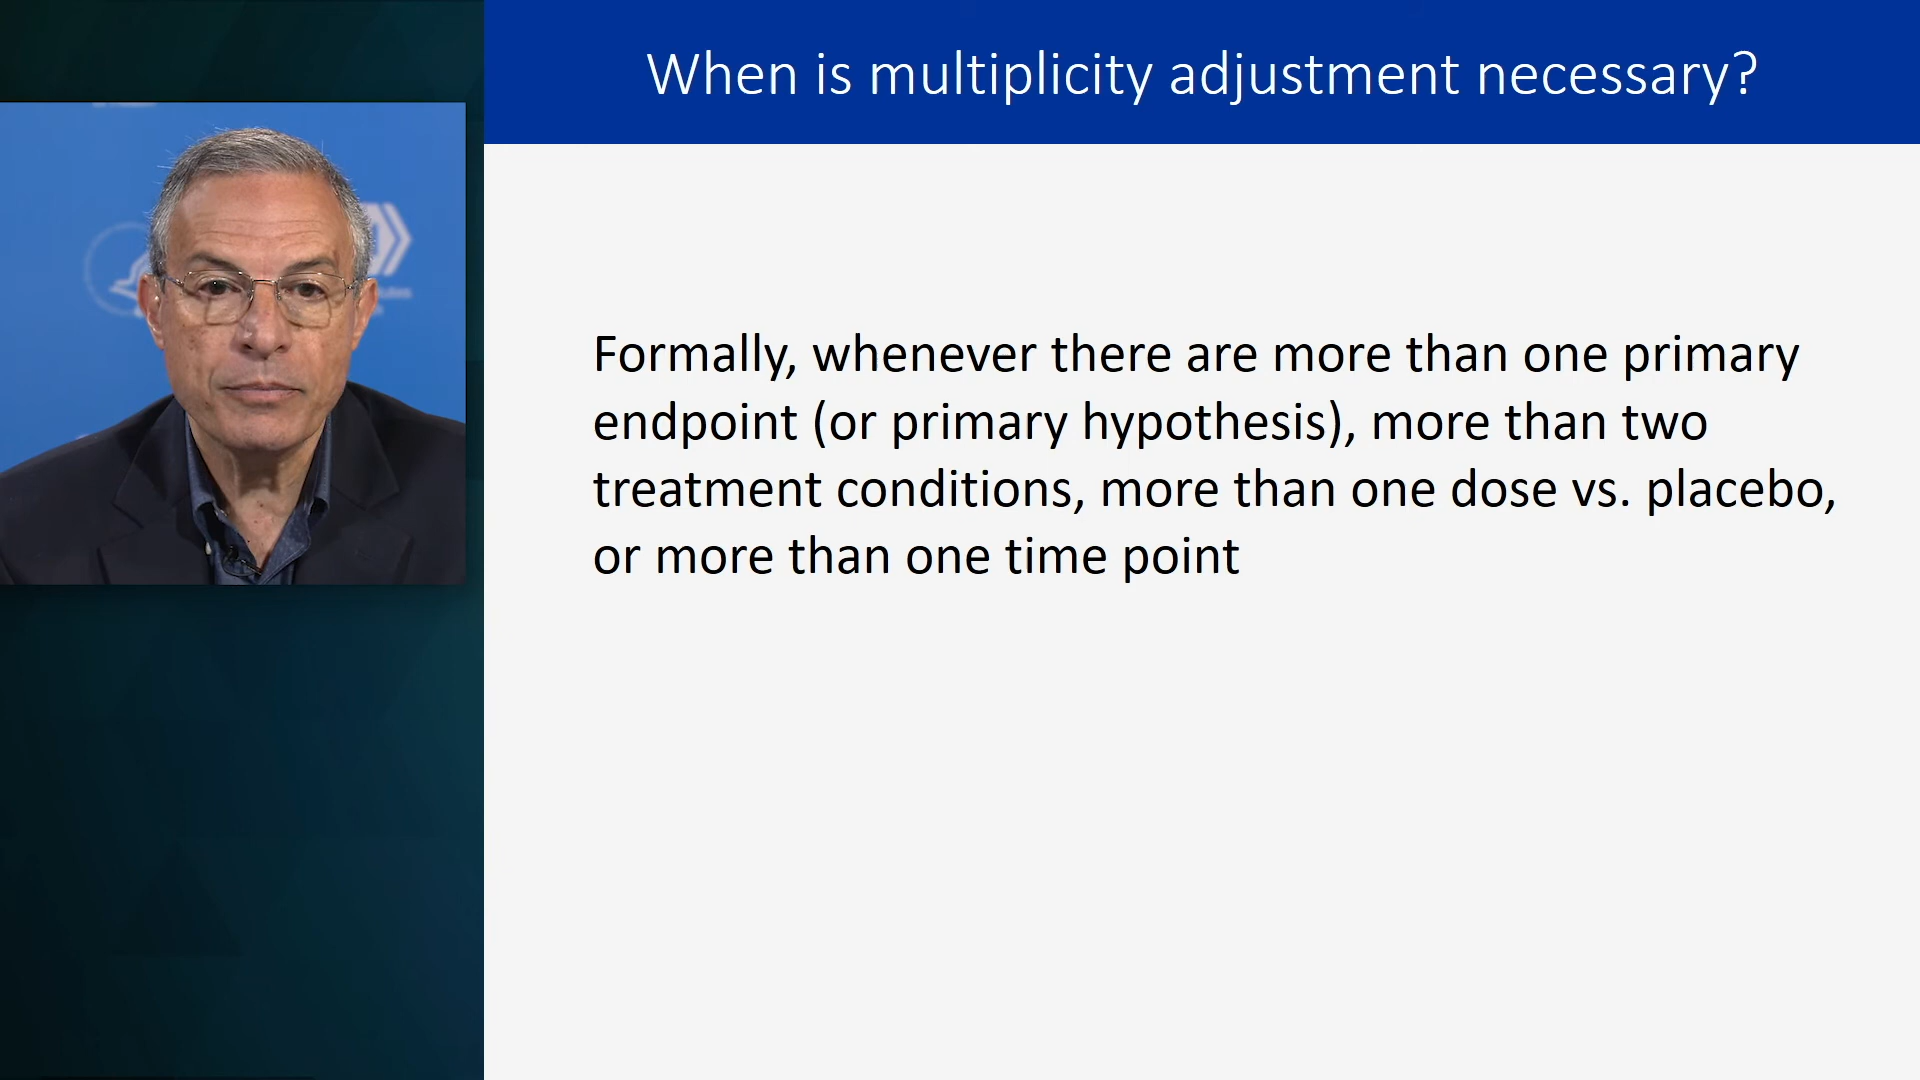 When is multiplicity adjustment necessary?
Formally, whenever there are more than one primary
endpoint (or primary hypothesis), more than two
treatment conditions, more than one dose vs. placebo,
or more than one time point